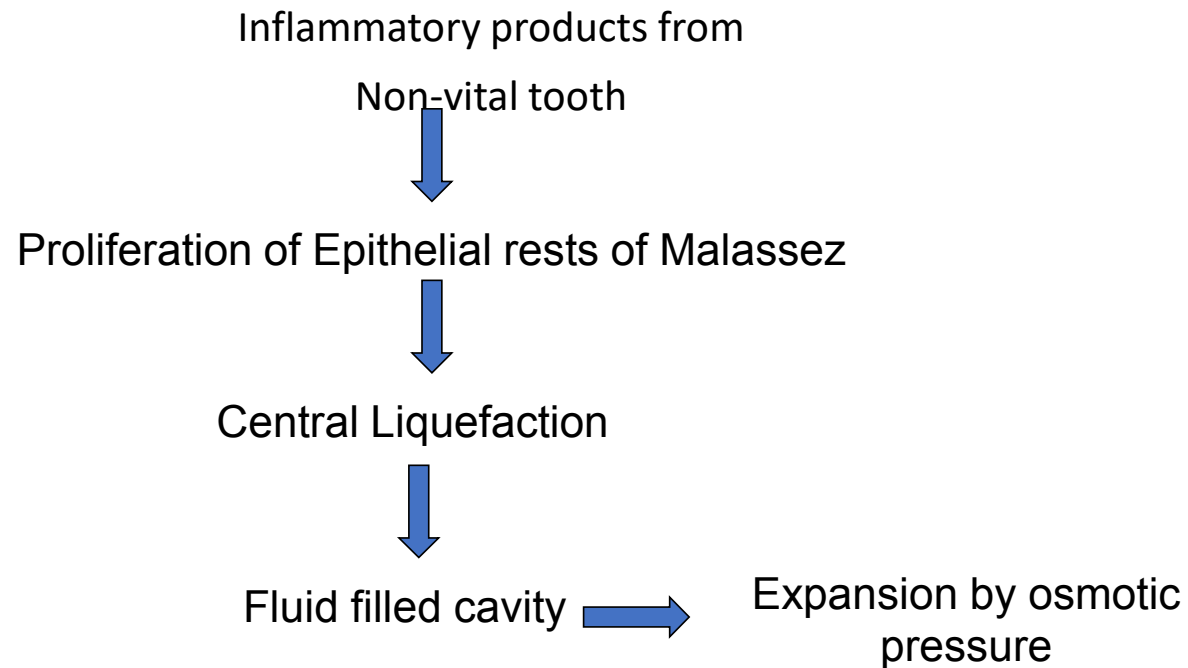 Inflammatory products from
Non-vital tooth
Proliferation of Epithelial rests of Malassez
Central Liquefaction
Fluid filled cavity
Expansion by osmotic
pressure